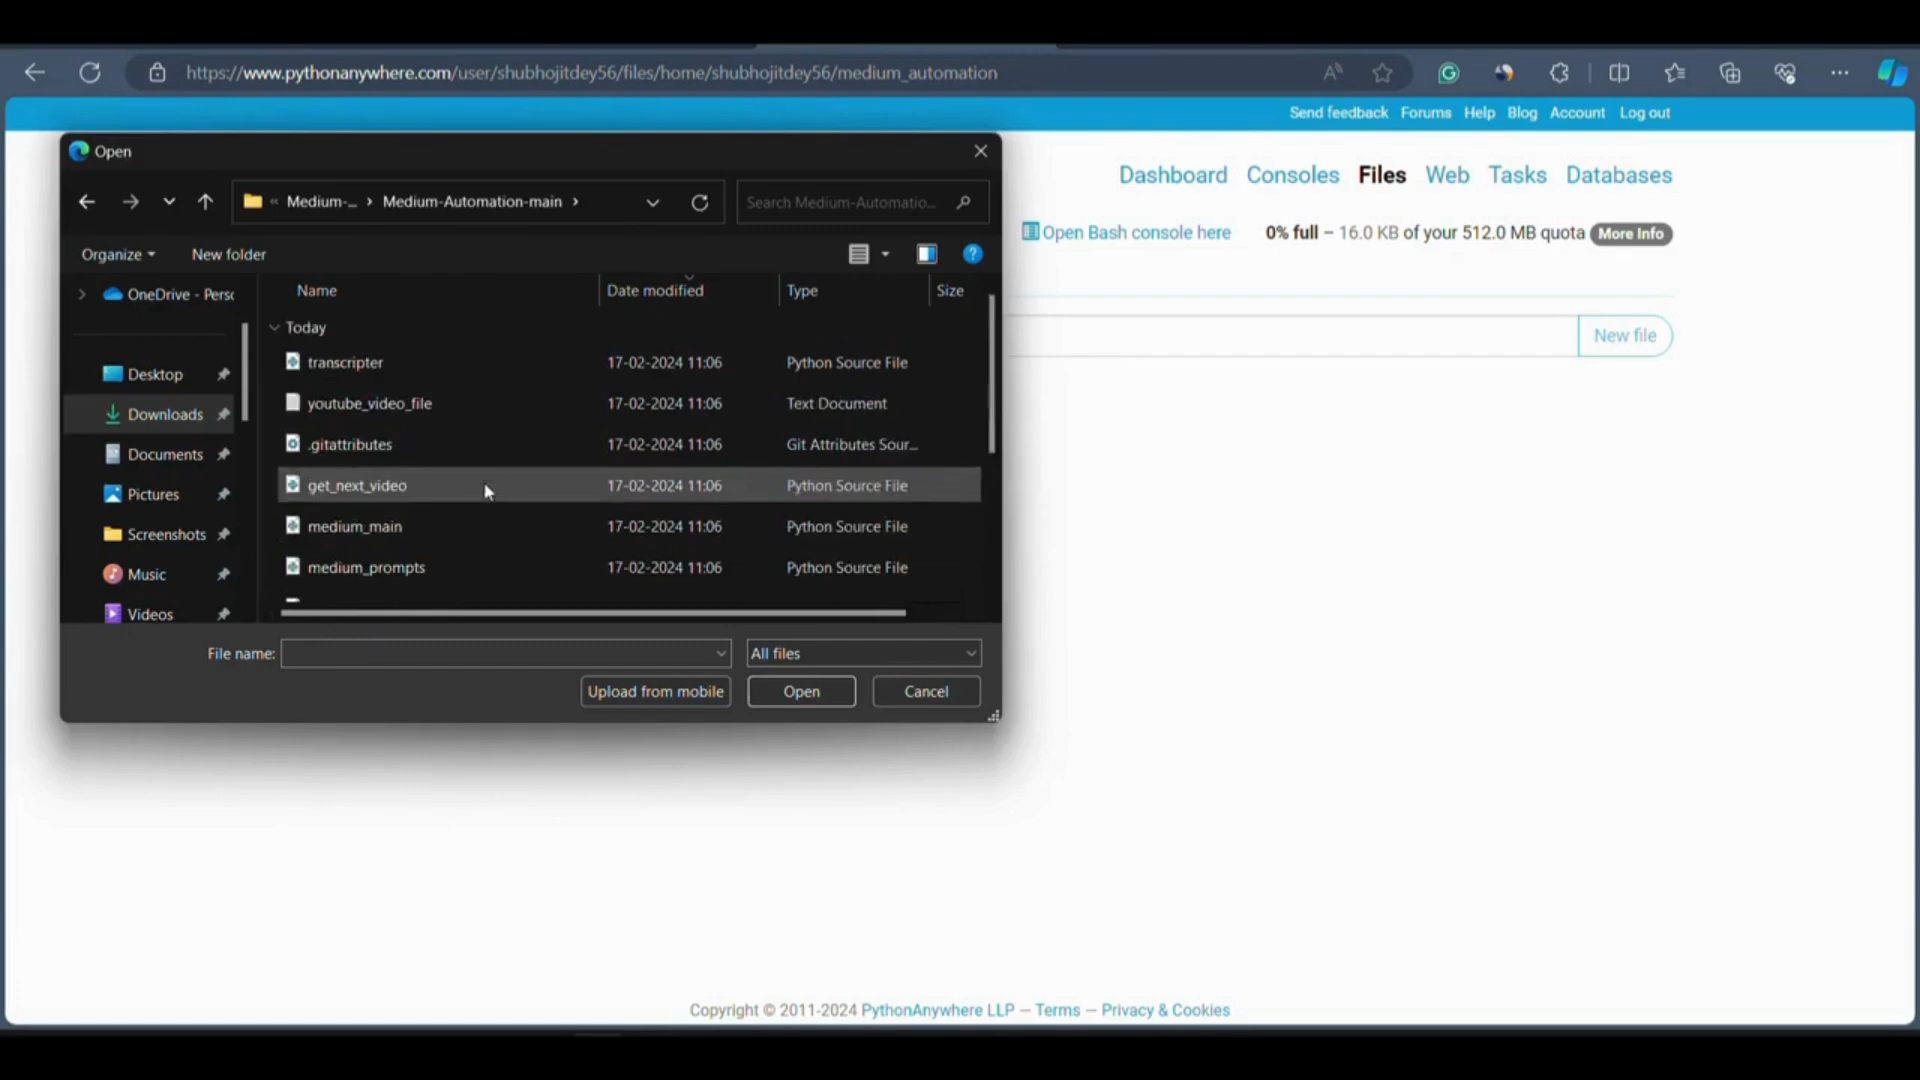 https://www.pythonanywhere.com/user/shubhojitdey56/files/home/shubhojitdey56/medium_automation
Send feedback Forums Help Blog Account Log out
Open
Dashboard Consoles Files Web Tasks Databases
« Medium-... › Medium-Automation-main ›
Search Medium-Automatio...
Open Bash console here 0% full – 16.0 KB of your 512.0 MB quota More Info
Organize New folder
OneDrive - Persc
Name Date modified Type Size
Today
New file
transcripter 17-02-2024 11:06 Python Source File
Desktop
youtube_video_file 17-02-2024 11:06 Text Document
Downloads
.gitattributes 17-02-2024 11:06 Git Attributes Sour...
Documents
get_next_video 17-02-2024 11:06 Python Source File
Pictures
medium_main 17-02-2024 11:06 Python Source File
Screenshots
medium_prompts 17-02-2024 11:06 Python Source File
Music
Videos
File name: All files
Upload from mobile Open Cancel
Copyright © 2011-2024 PythonAnywhere LLP — Terms — Privacy & Cookies